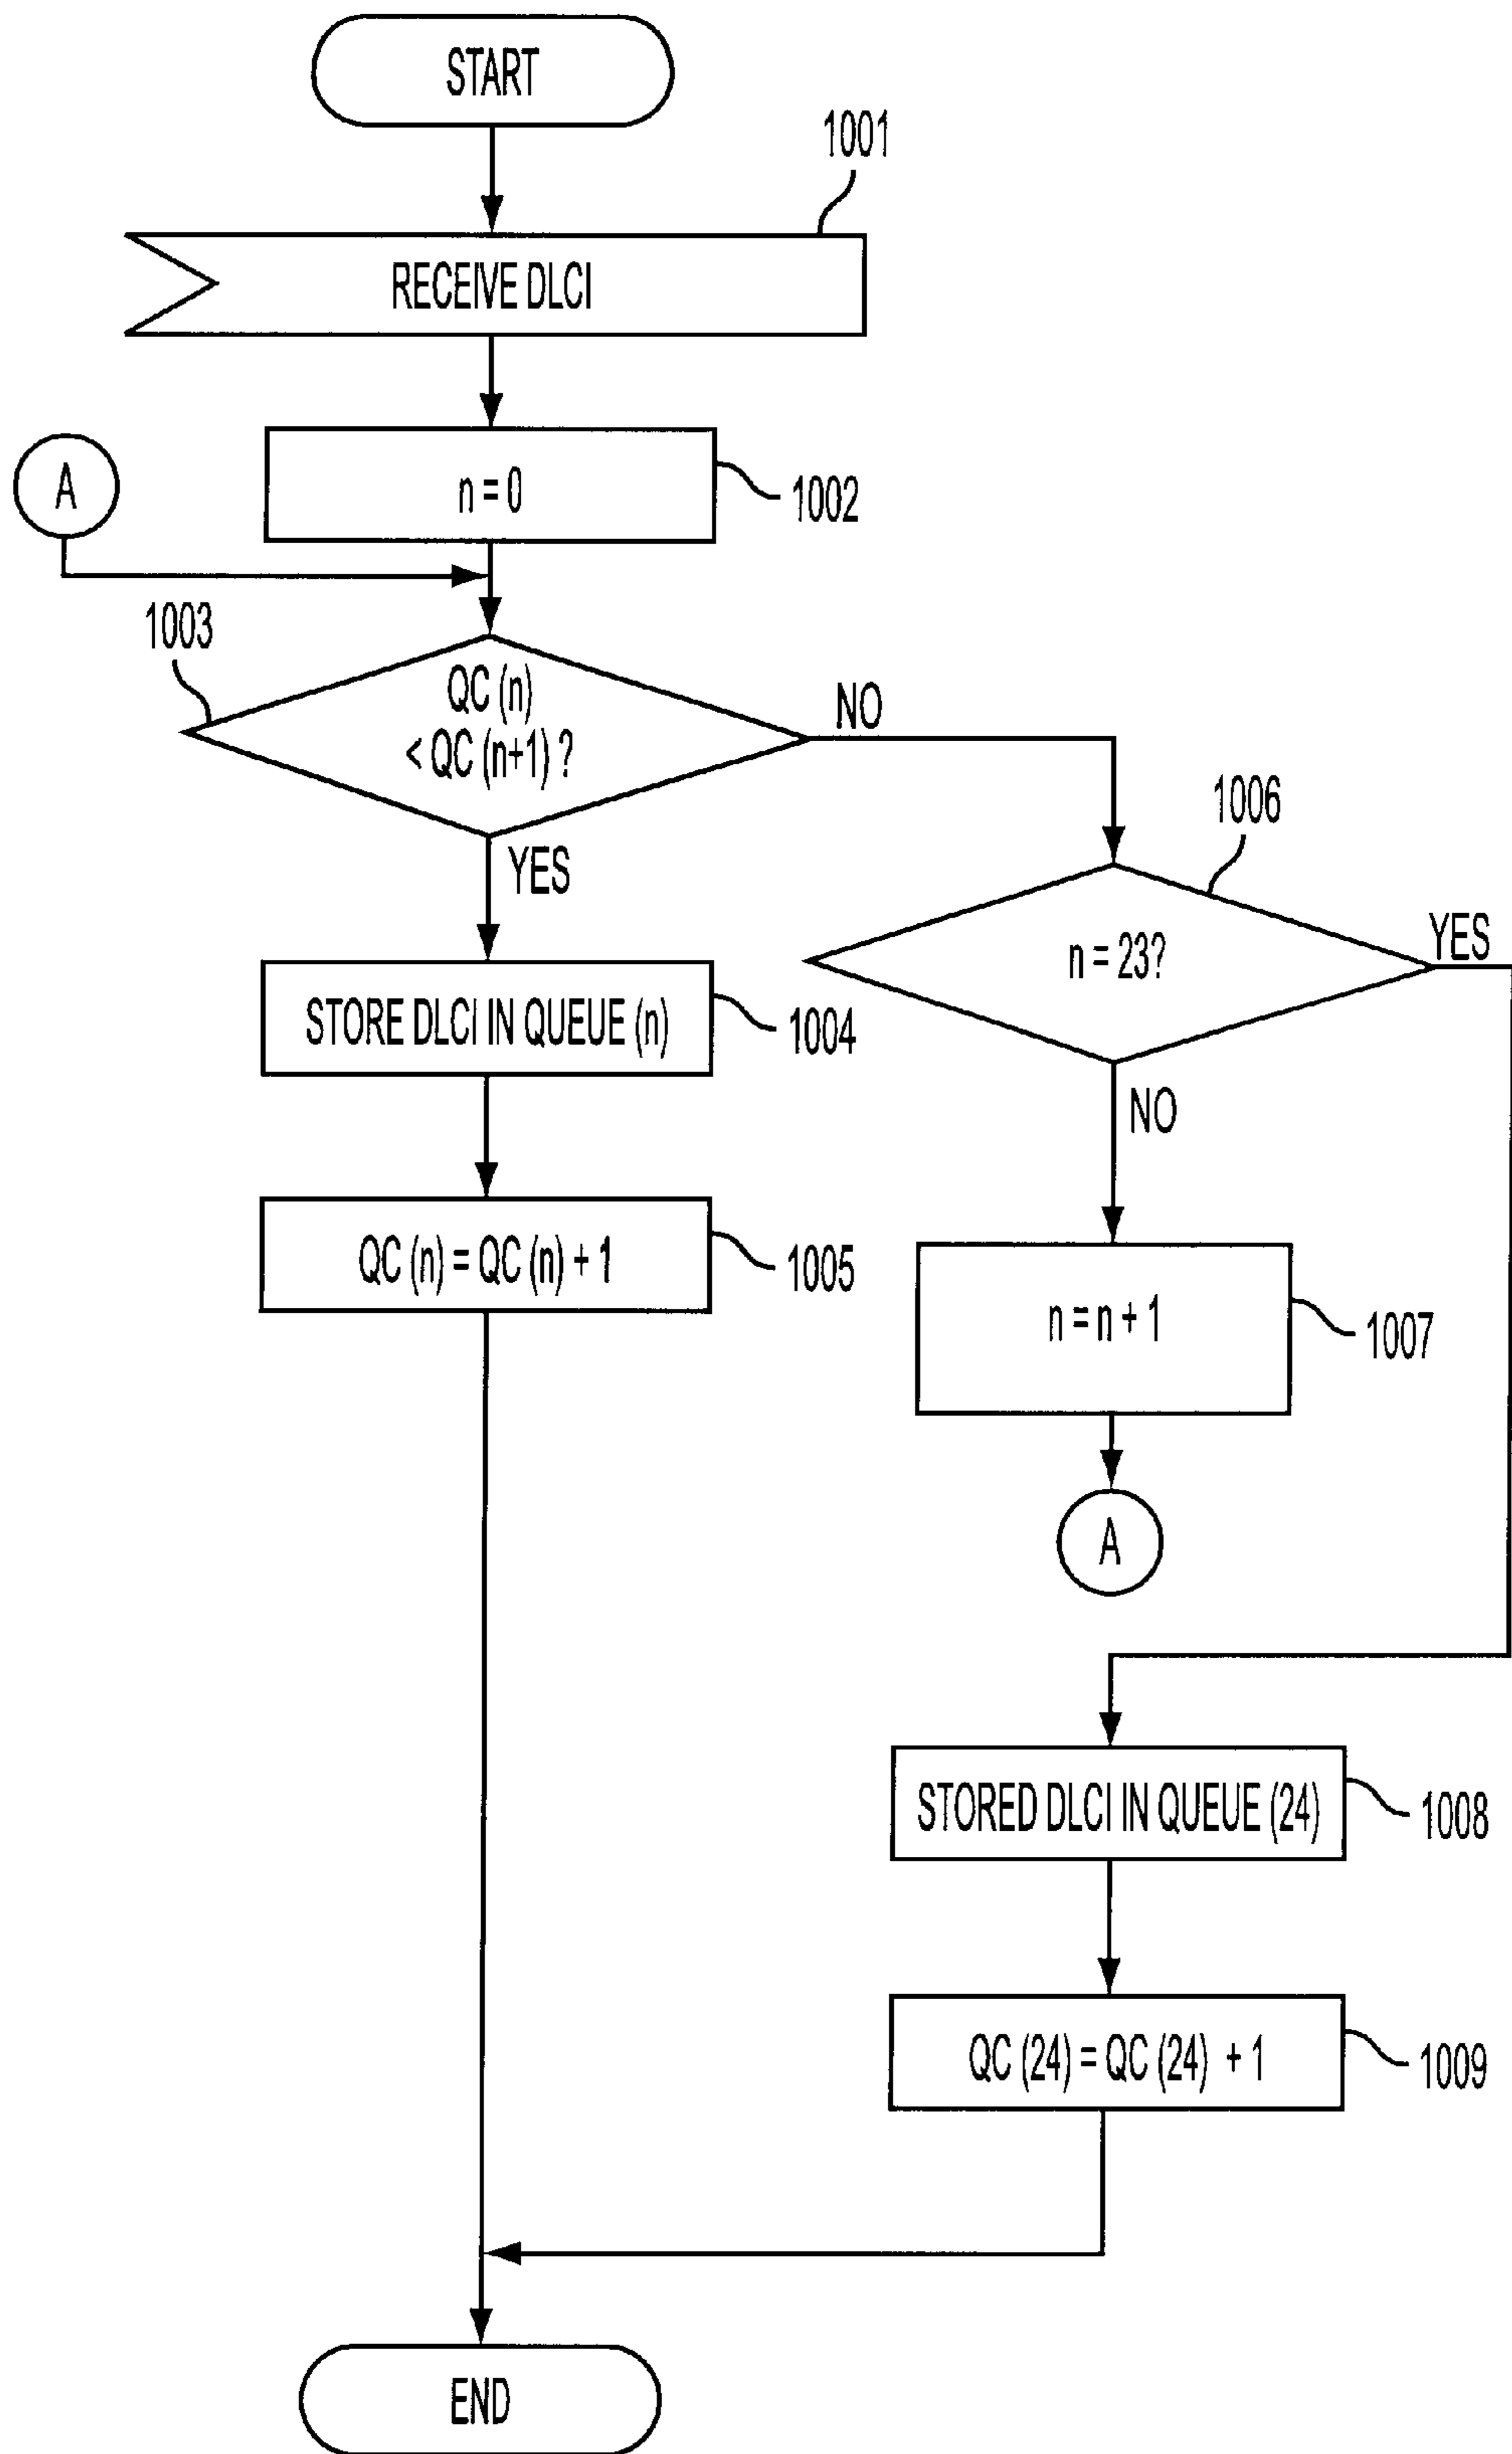 START
1001
RECEIVE DLCI
A
n = 0
1002
1003
QC (n)
< QC (n+1) ?
NO
YES
1006
n = 23?
YES
STORE DLCI IN QUEUE (n)
1004
NO
QC (n) = QC (n) + 1
1005
n = n + 1
1007
A
STORED DLCI IN QUEUE (24)
1008
QC (24) = QC (24) + 1
1009
END